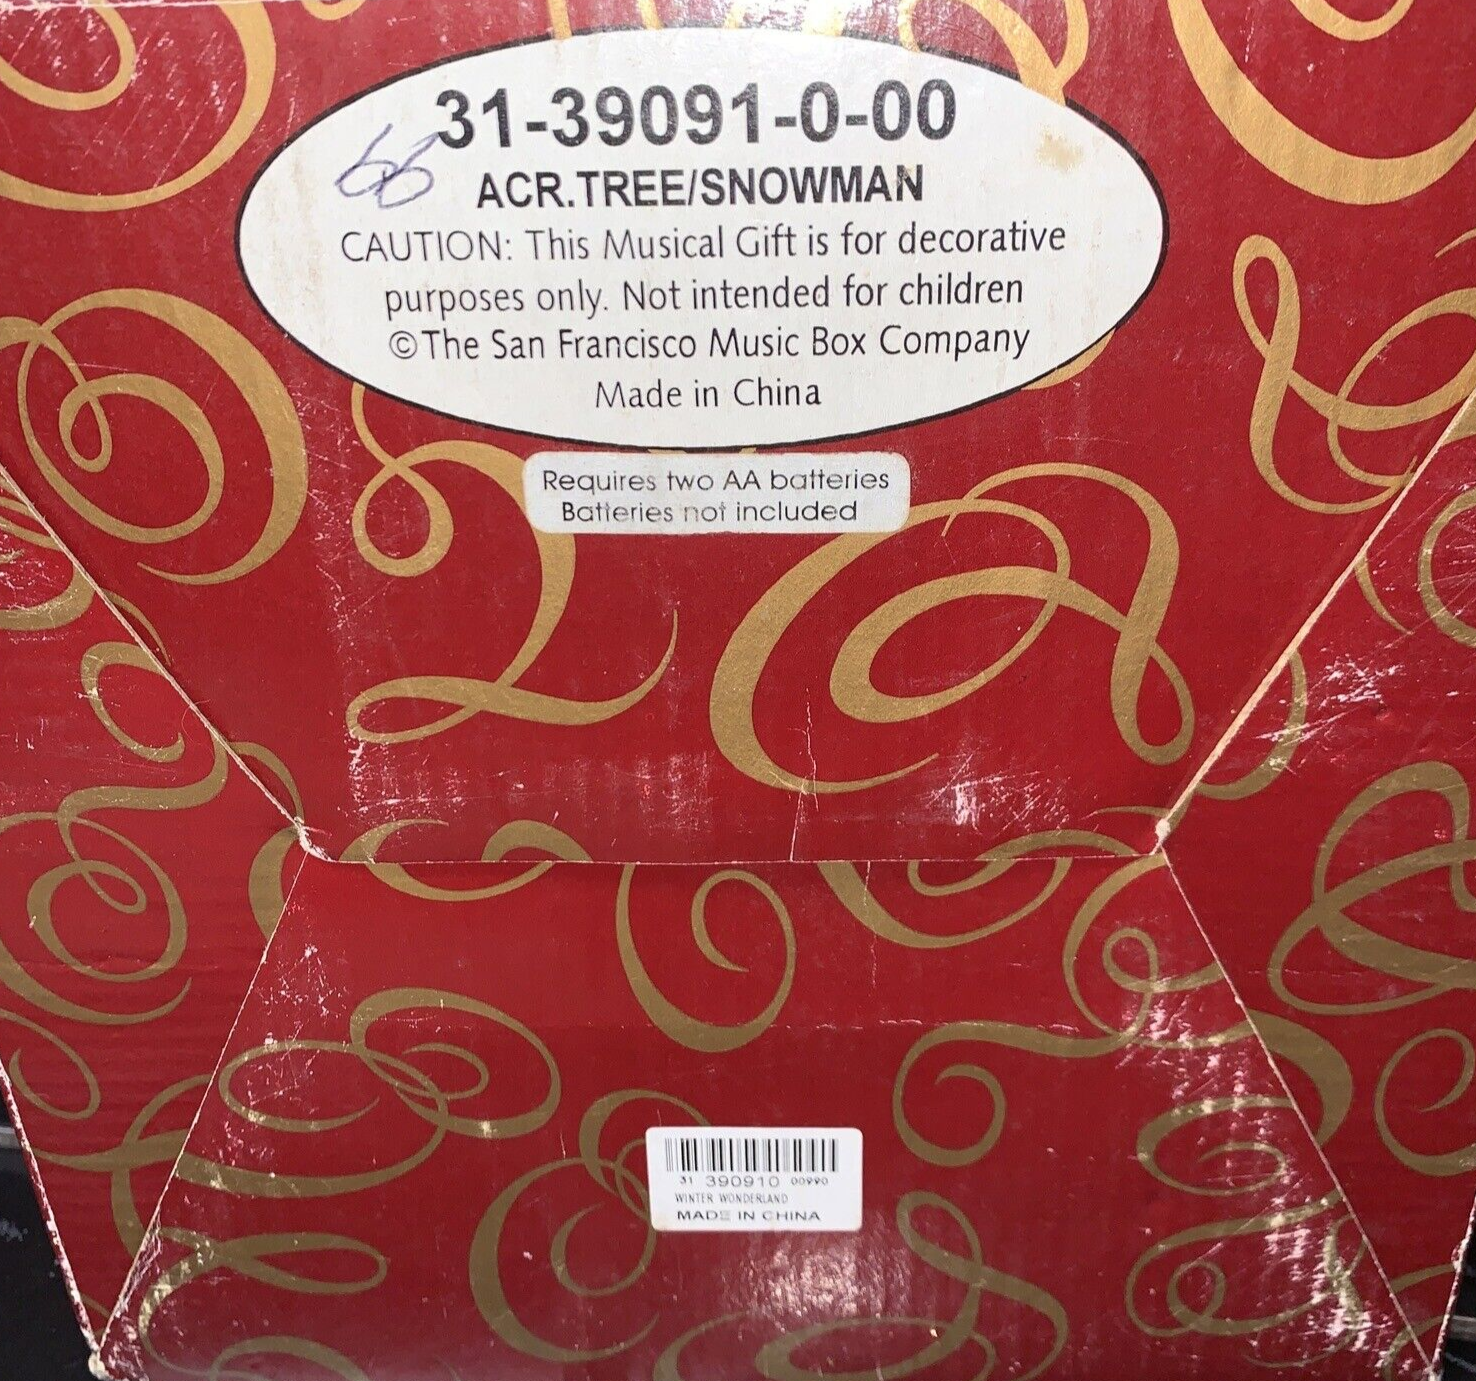 31-39091-0-00
66
ACR.TREE/SNOWMAN
CAUTION: This Musical Gift is for decorative
purposes only. Not intended for children
©The San Francisco Music Box Company
Made in China
Requires two AA batteries
Batteries not included
31 390910 00990
WINTER WONDERLAND
MADE IN CHINA